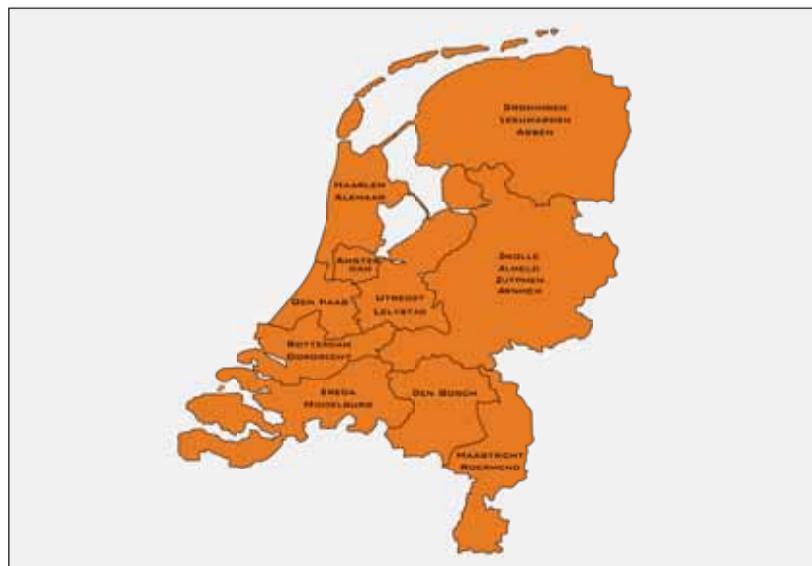 GRONINGEN
LEEUWARDEN
ASSEN
HAARLEM
ALKMAAR
AMSTER-
DAM
ZWOLLE
ALMELO
ZUTPHEN
ARNHEM
DEN HAAG
UTRECHT
LELYSTAD
ROTTERDAM
DORDRECHT
BREDA
MIDDELBURG
DEN BOSCH
MAASTRICHT
ROERMOND